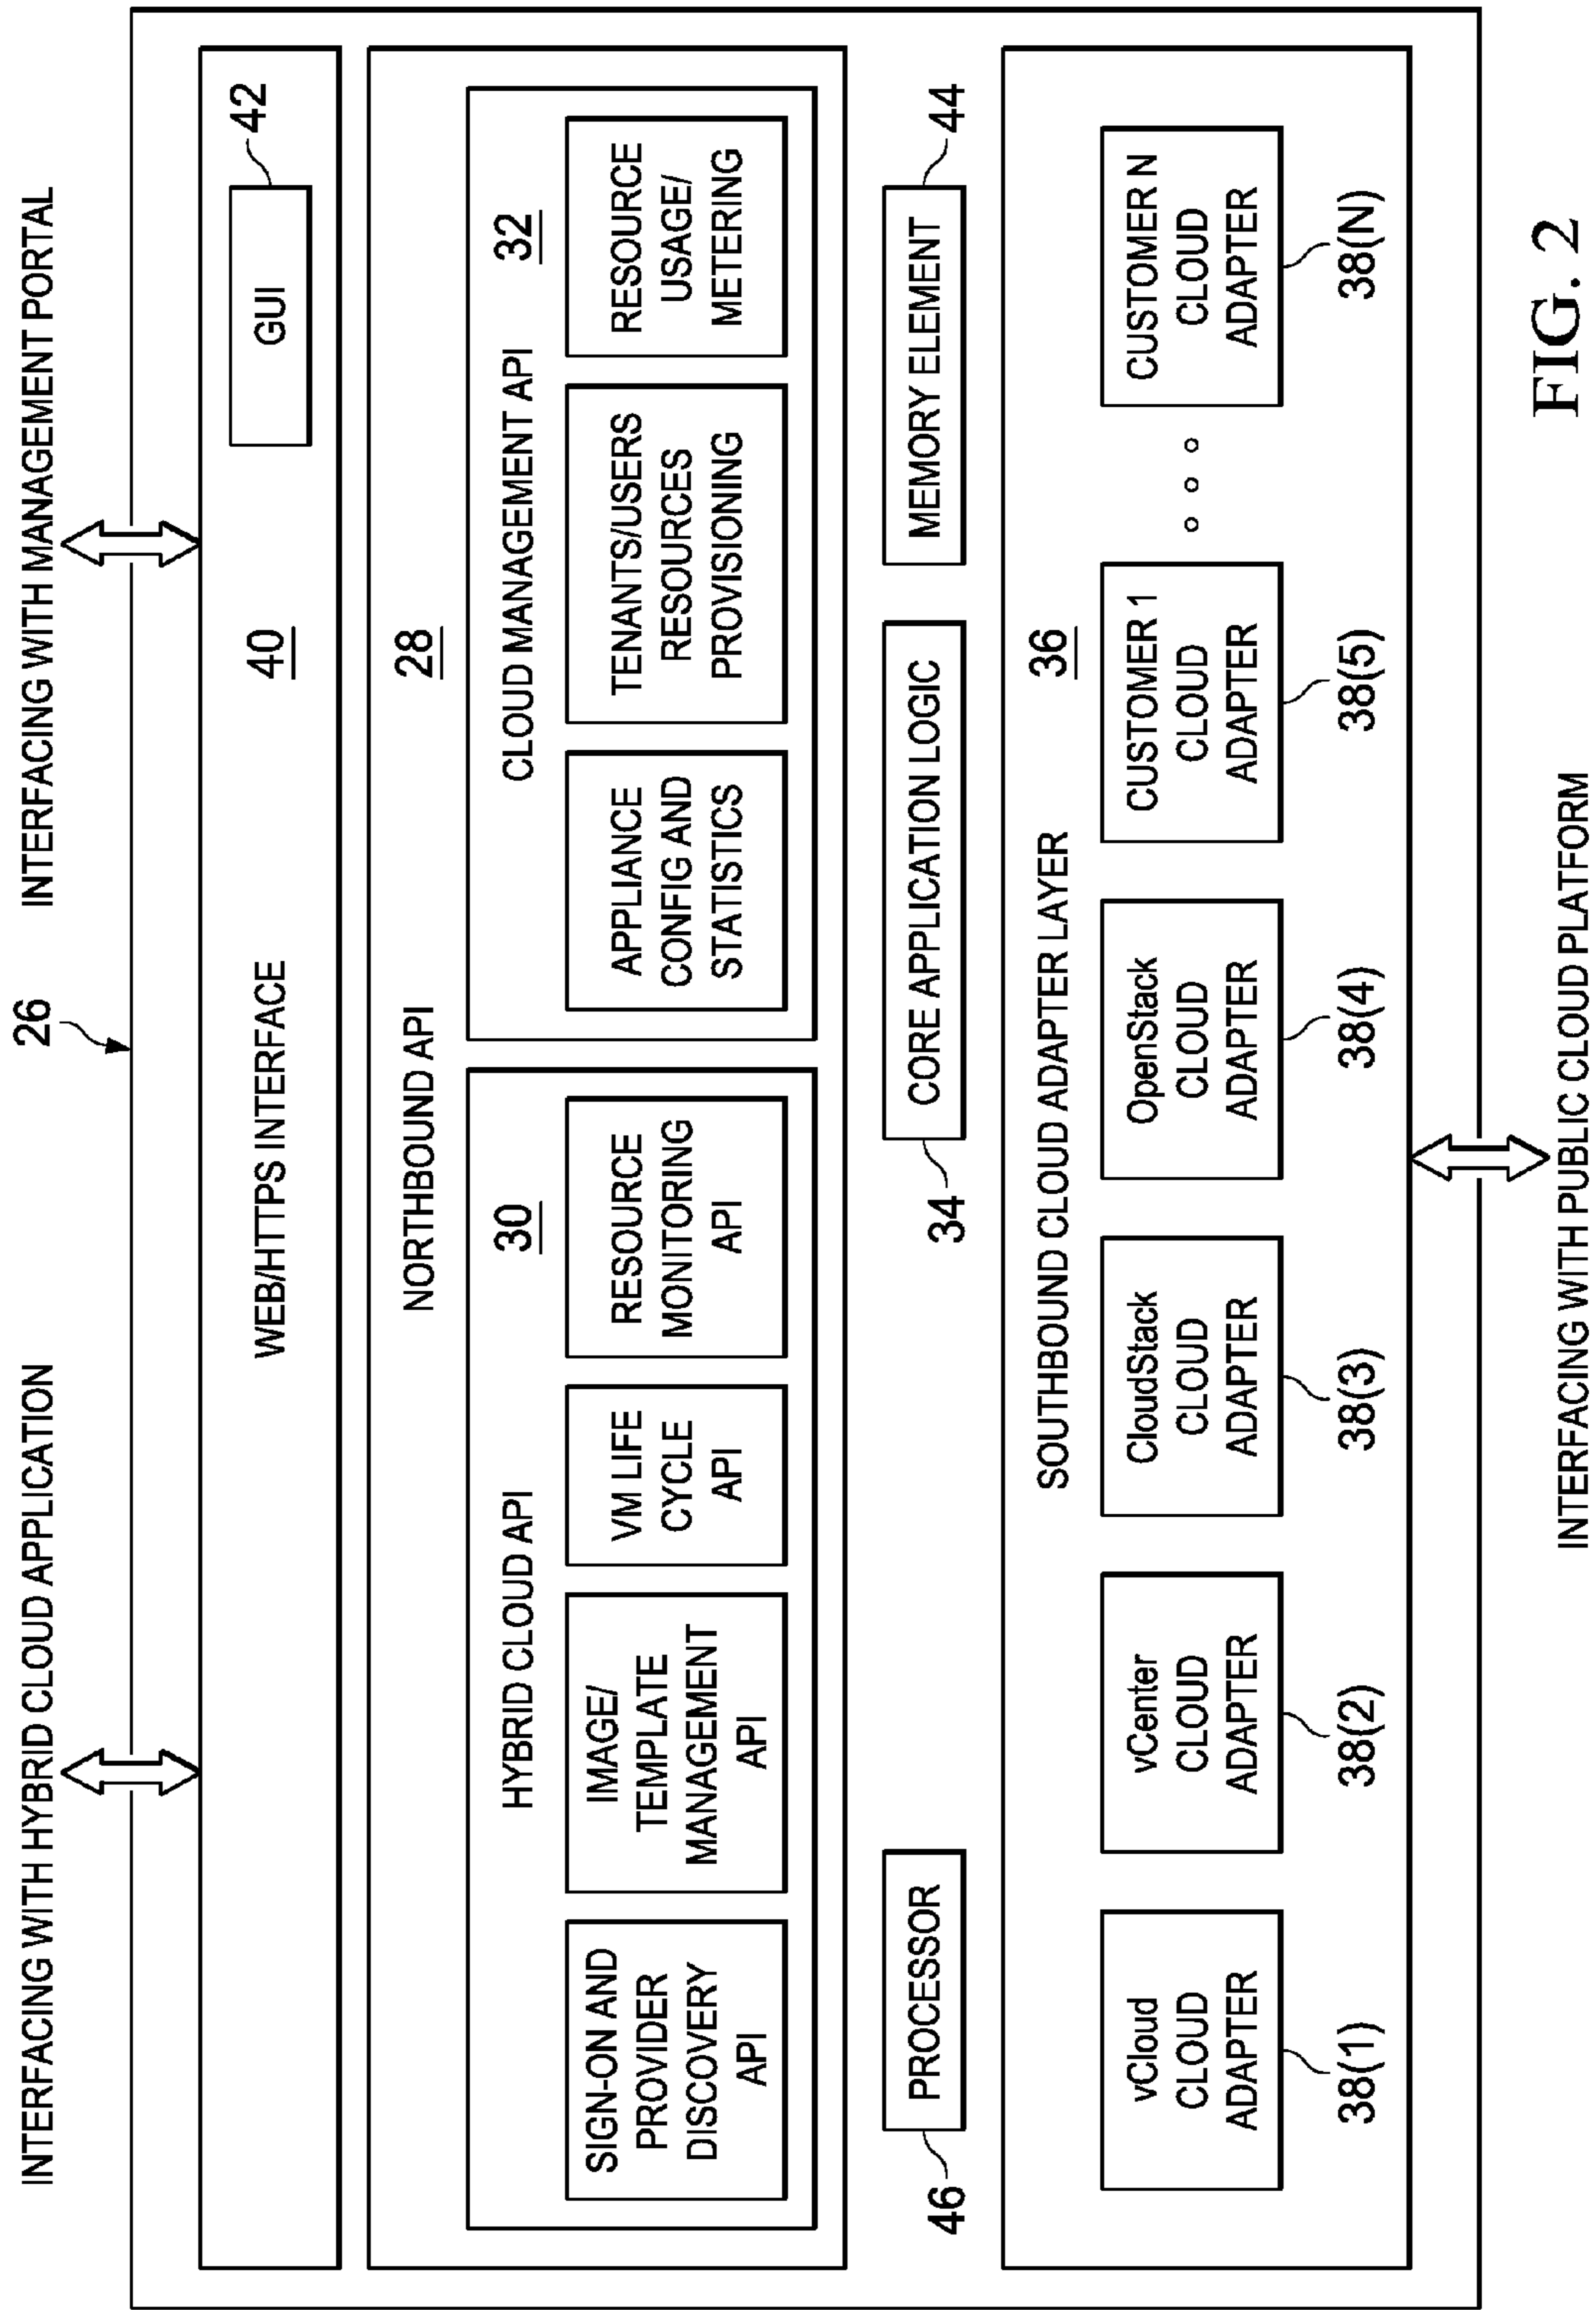 INTERFACING WITH HYBRID CLOUD APPLICATION
26
INTERFACING WITH MANAGEMENT PORTAL
WEB/HTTPS INTERFACE
40
GUI
42
NORTHBOUND API
28
HYBRID CLOUD API
30
SIGN-ON AND
PROVIDER
DISCOVERY
API
IMAGE/
TEMPLATE
MANAGEMENT
API
VM LIFE
CYCLE
API
RESOURCE
MONITORING
API
CLOUD MANAGEMENT API
32
APPLIANCE
CONFIG AND
STATISTICS
TENANTS/USERS
RESOURCES
PROVISIONING
RESOURCE
USAGE/
METERING
46
PROCESSOR
34
CORE APPLICATION LOGIC
MEMORY ELEMENT
44
SOUTHBOUND CLOUD ADAPTER LAYER
36
vCloud
CLOUD
ADAPTER
38(1)
vCenter
CLOUD
ADAPTER
38(2)
CloudStack
CLOUD
ADAPTER
38(3)
OpenStack
CLOUD
ADAPTER
38(4)
CUSTOMER 1
CLOUD
ADAPTER
38(5)
CUSTOMER N
CLOUD
ADAPTER
38(N)
INTERFACING WITH PUBLIC CLOUD PLATFORM
FIG. 2